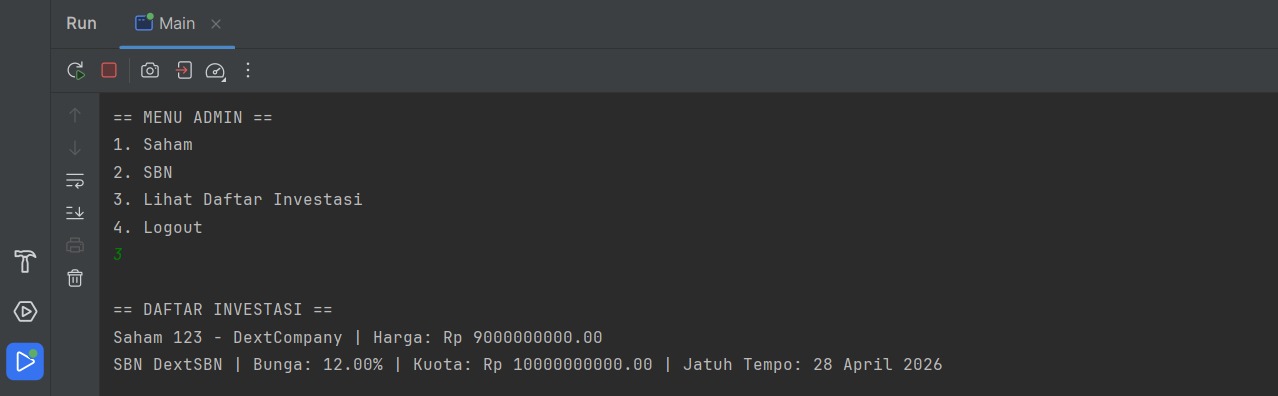 Run Main
== MENU ADMIN ==
1. Saham
2. SBN
3. Lihat Daftar Investasi
4. Logout
3
== DAFTAR INVESTASI ==
Saham 123 - DextCompany | Harga: Rp 9000000000.00
SBN DextSBN | Bunga: 12.00% | Kuota: Rp 10000000000.00 | Jatuh Tempo: 28 April 2026